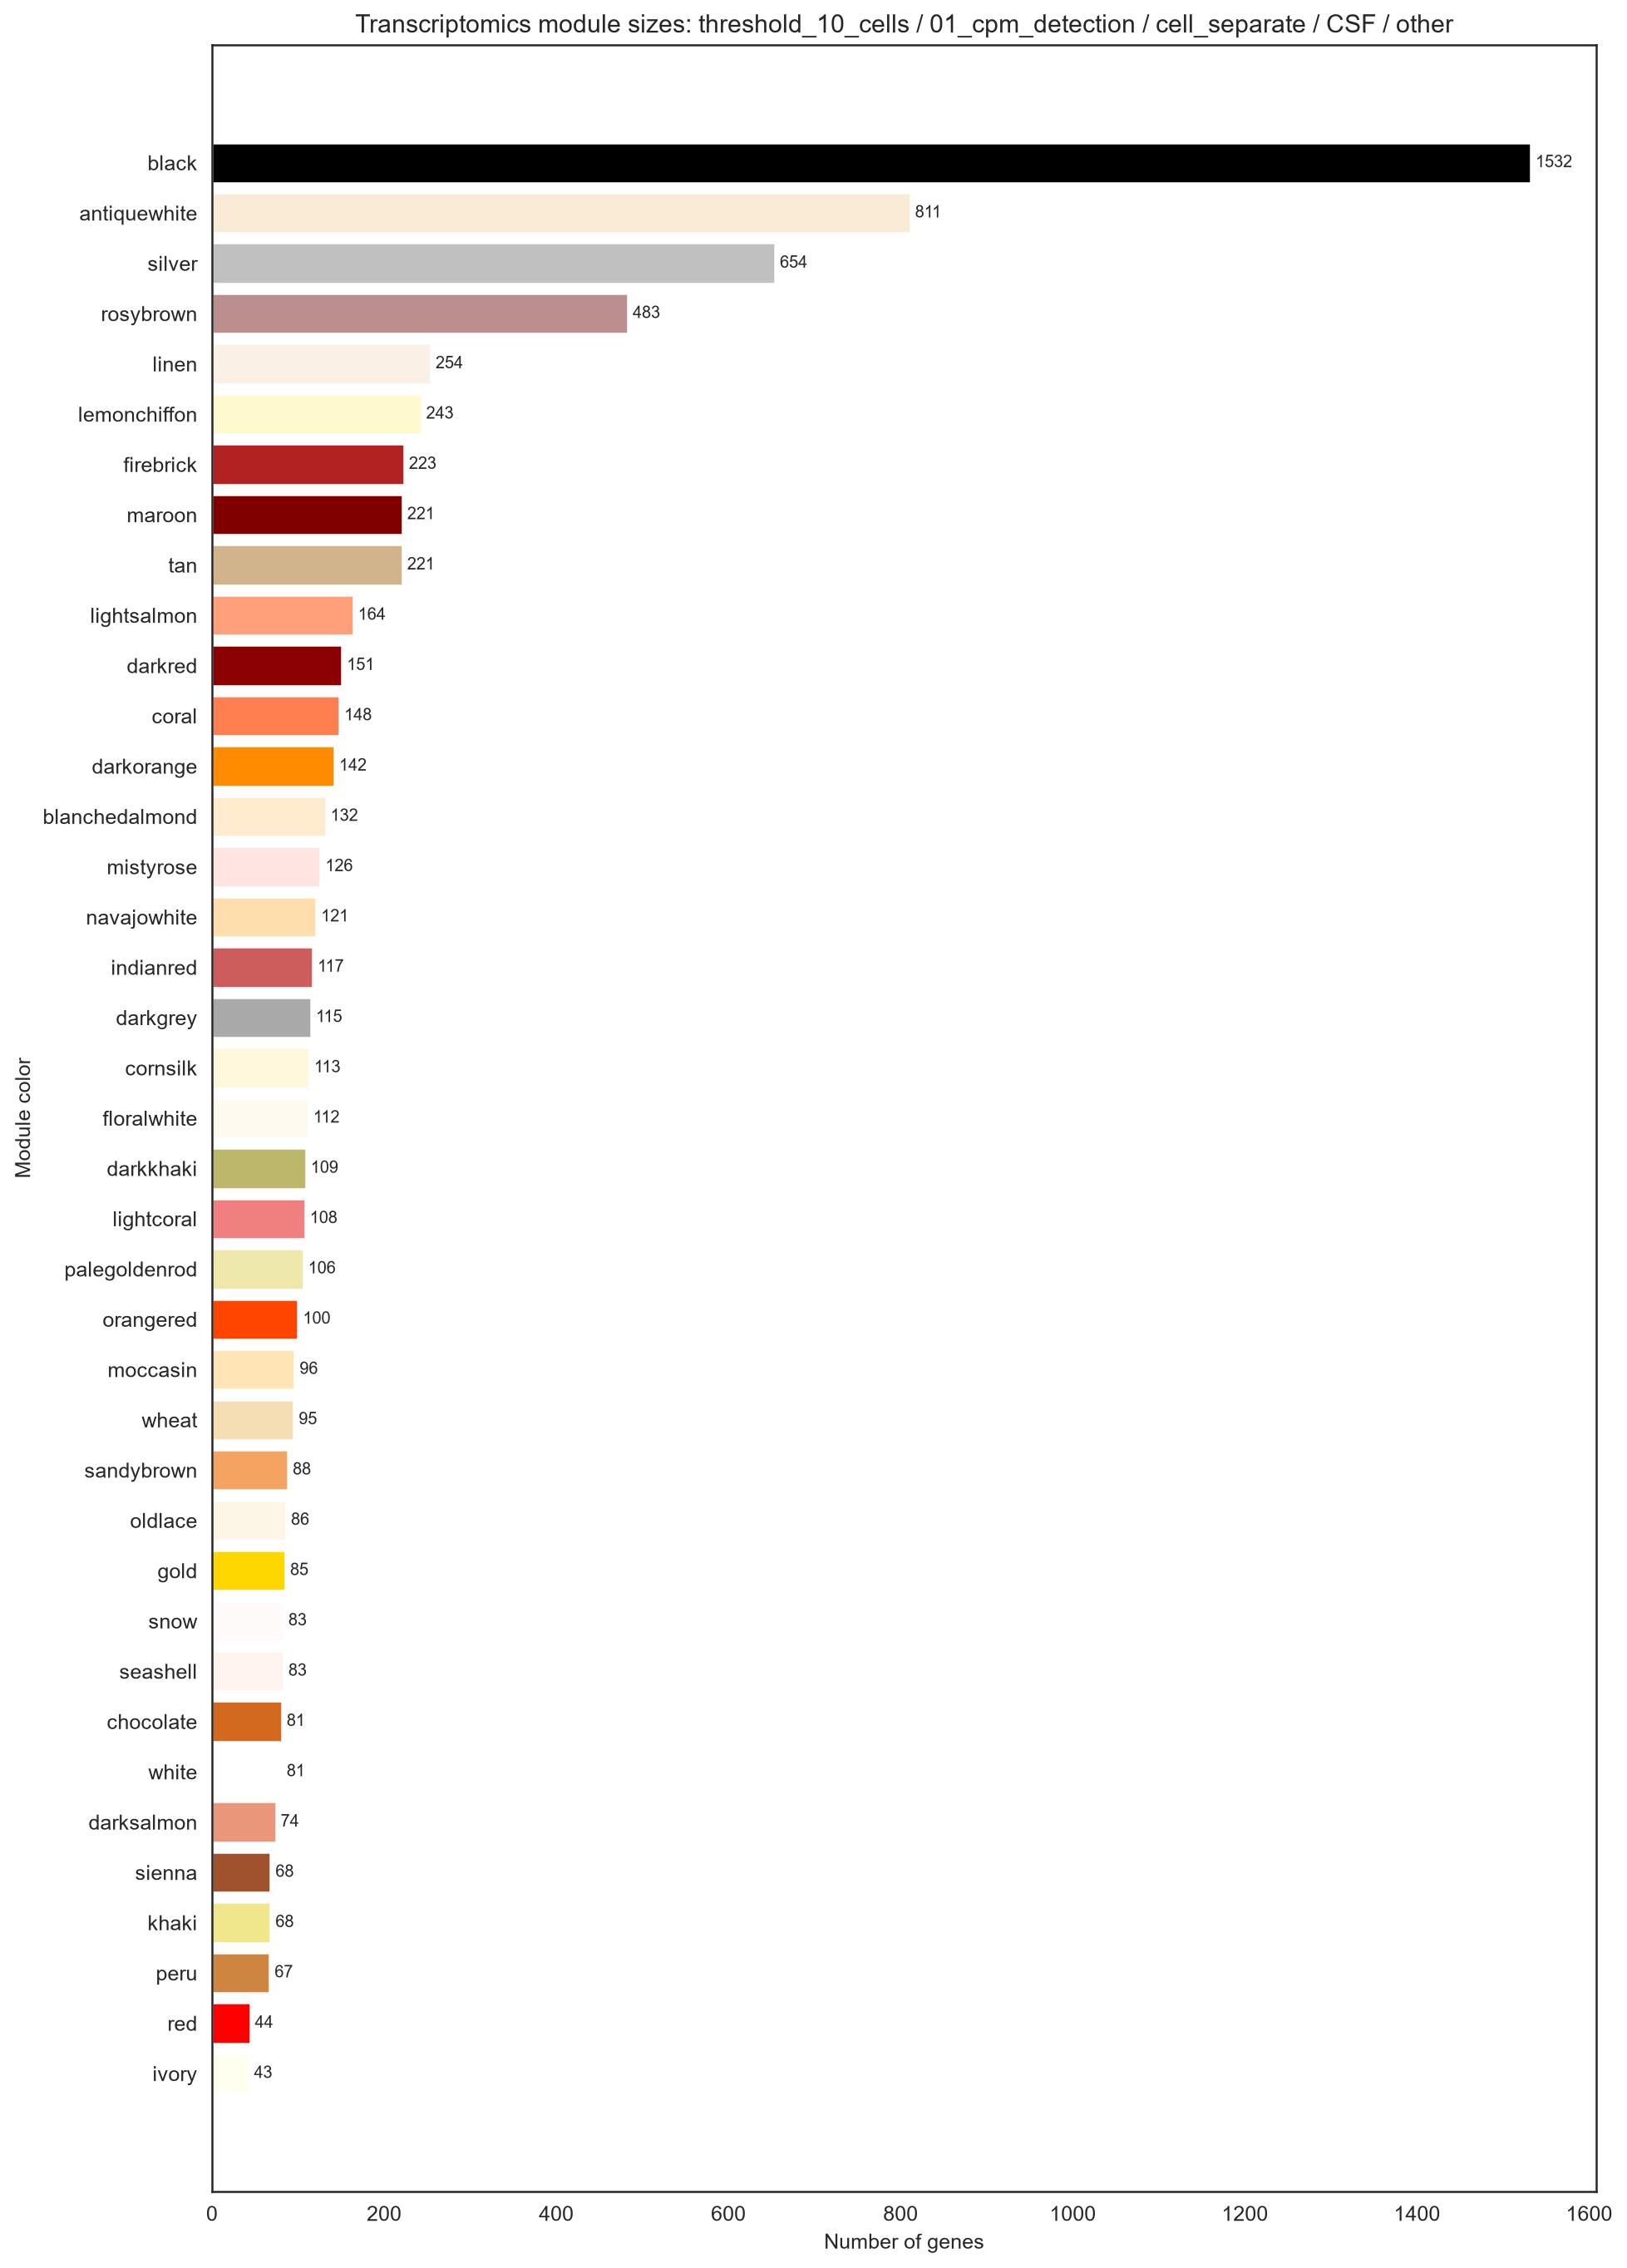 Transcriptomics module sizes: threshold_10_cells / 01_cpm_detection / cell_separate / CSF / other
black 1532
antiquewhite 811
silver 654
rosybrown 483
linen 254
lemonchiffon 243
firebrick 223
maroon 221
tan 221
lightsalmon 164
darkred 151
coral 148
darkorange 142
blanchedalmond 132
mistyrose 126
navajowhite 121
indianred 117
darkgrey 115
cornsilk 113
floralwhite 112
darkkhaki 109
lightcoral 108
palegoldenrod 106
orangered 100
moccasin 96
wheat 95
sandybrown 88
oldlace 86
gold 85
snow 83
seashell 83
chocolate 81
white 81
darksalmon 74
sienna 68
khaki 68
peru 67
red 44
ivory 43
Module color
0 200 400 600 800 1000 1200 1400 1600
Number of genes